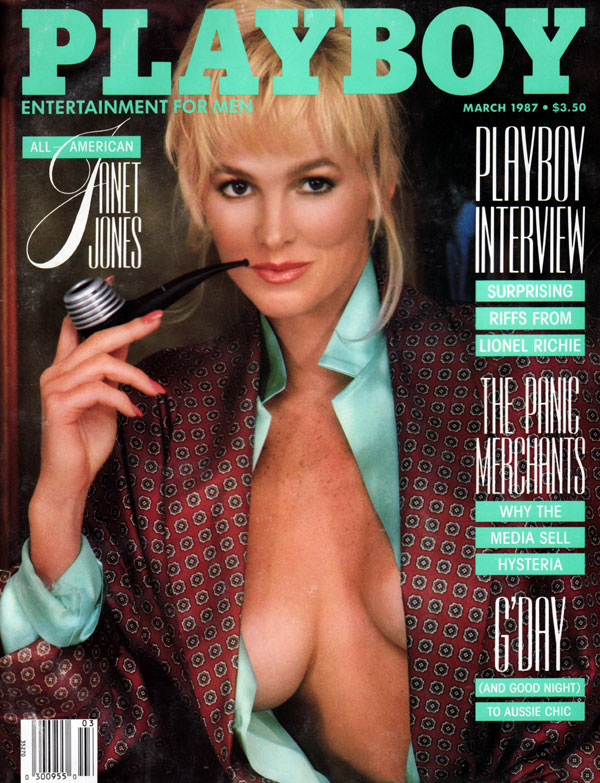 PLAYBOY
ENTERTAINMENT FOR MEN
MARCH 1987 • $3.50
ALL-AMERICAN
JANET
JONES
PLAYBOY
INTERVIEW
SURPRISING
RIFFS FROM
LIONEL RICHIE
THE PANIC
MERCHANTS
WHY THE
MEDIA SELL
HYSTERIA
G'DAY
(AND GOOD NIGHT)
TO AUSSIE CHIC
03
35270
0 300955 0